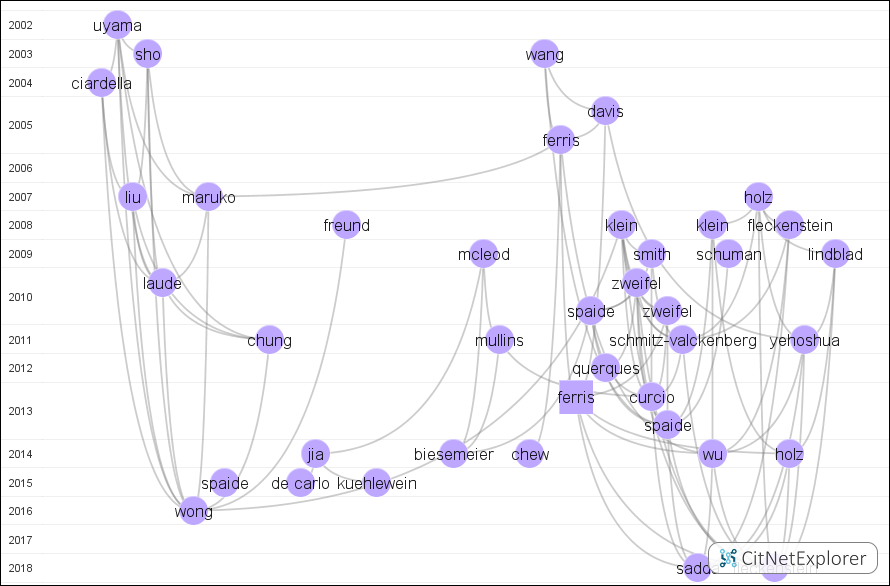 2002 uyama
2003 sho wang
2004 ciardella
davis
2005 ferris
2006
2007 liu maruko holz
2008 freund klein klein fleckenstein
2009 mcleod smith schuman lindblad
laude zweifel
2010 spaide zweifel
2011 chung mullins schmitz-valckenberg yehoshua
2012 querques
ferris curcio
2013 spaide
2014 jia biesemeier chew wu holz
2015 spaide de carlo kuehlewein
2016 wong
2017 CitNetExplorer
2018 sadda fleckenstein